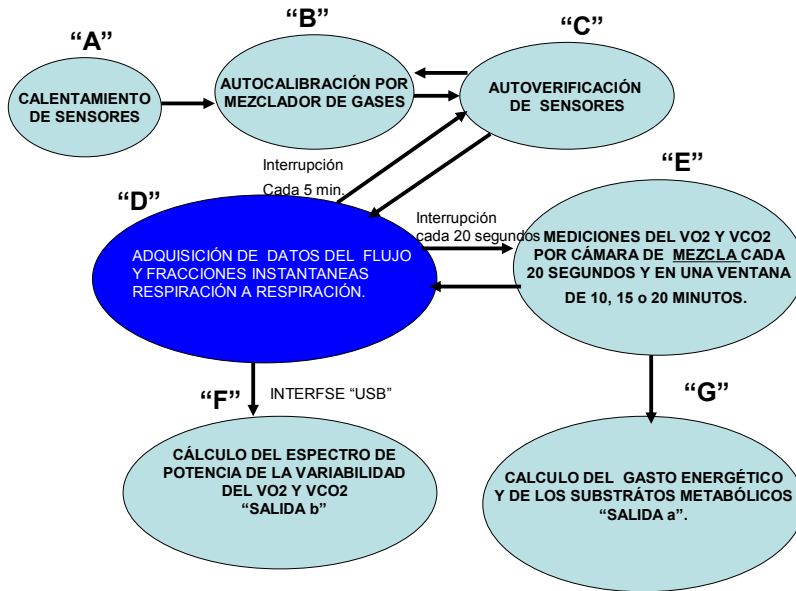 “A”
CALENTAMIENTO
DE SENSORES
“B”
AUTOCALIBRACIÓN POR
MEZCLADOR DE GASES
“C”
AUTOVERIFICACIÓN
DE SENSORES
Interrupción
Cada 5 min.
“D”
ADQUISICIÓN DE DATOS DEL FLUJO
Y FRACCIONES INSTANTANEAS
RESPIRACIÓN A RESPIRACIÓN.
Interrupción
cada 20 segundos
“E”
MEDICIONES DEL VO2 Y VCO2
POR CÁMARA DE MEZCLA CADA
20 SEGUNDOS Y EN UNA VENTANA
DE 10, 15 o 20 MINUTOS.
“F”
INTERFSE “USB”
CÁLCULO DEL ESPECTRO DE
POTENCIA DE LA VARIABILIDAD
DEL VO2 Y VCO2
“SALIDA b”
“G”
CALCULO DEL GASTO ENERGÉTICO
Y DE LOS SUBSTRÁTOS METABÓLICOS
“SALIDA a”.